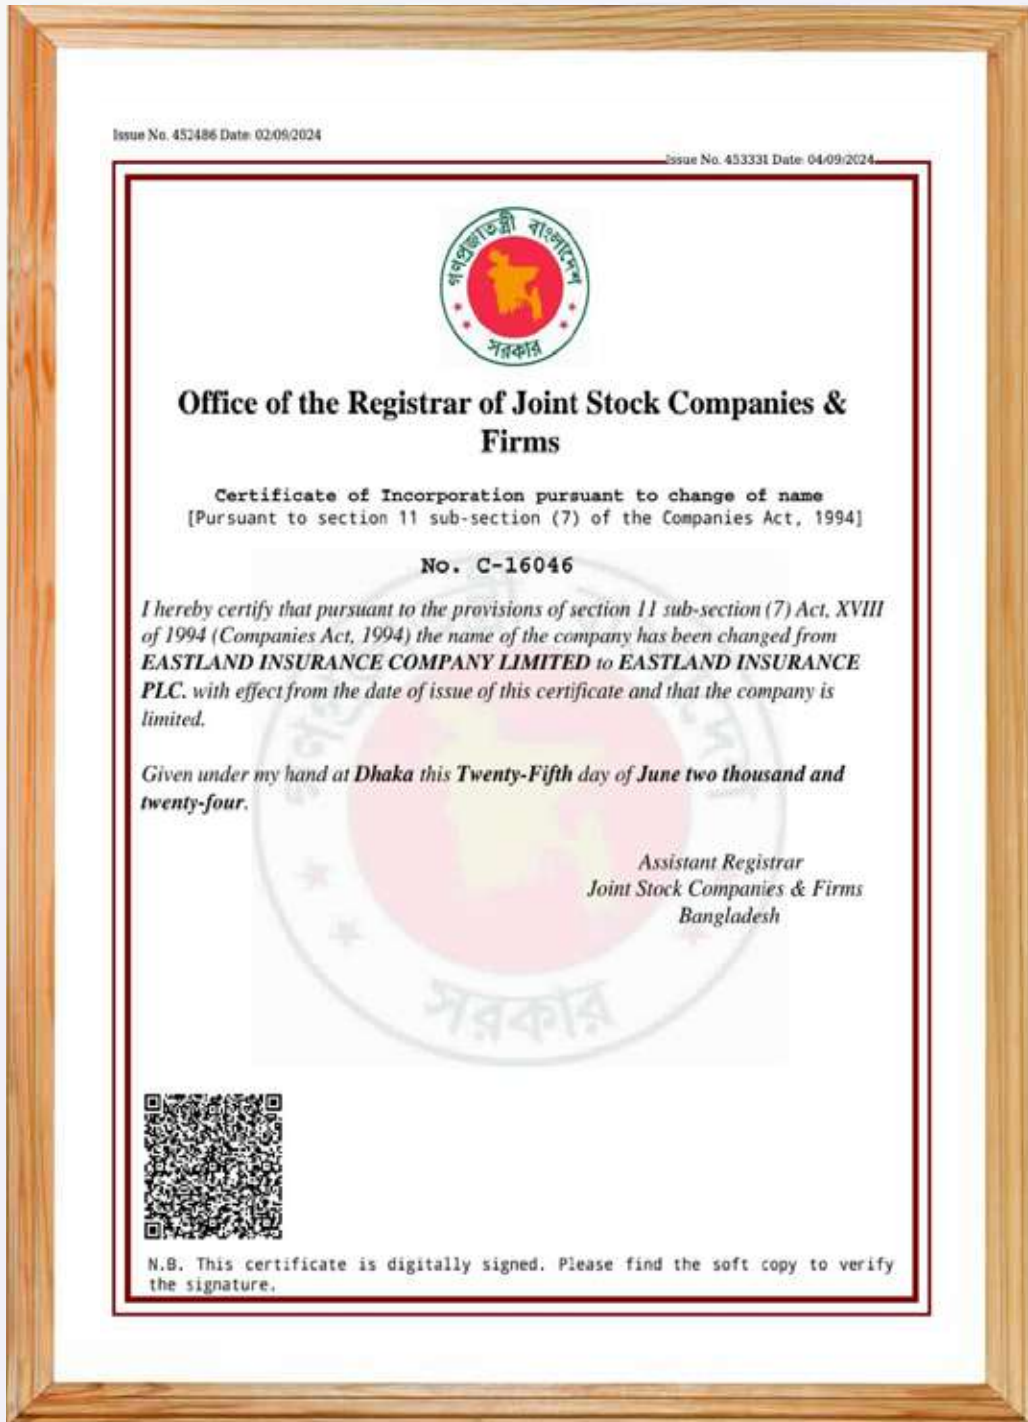 Issue No. 452486 Date: 02/09/2024
Issue No. 453331 Date: 04/09/2024
গণপ্রজাতন্ত্রী বাংলাদেশ
সরকার
Office of the Registrar of Joint Stock Companies &
Firms
Certificate of Incorporation pursuant to change of name
[Pursuant to section 11 sub-section (7) of the Companies Act, 1994]
No. C-16046
I hereby certify that pursuant to the provisions of section 11 sub-section (7) Act, XVIII
of 1994 (Companies Act, 1994) the name of the company has been changed from
EASTLAND INSURANCE COMPANY LIMITED to EASTLAND INSURANCE
PLC. with effect from the date of issue of this certificate and that the company is
limited.
Given under my hand at Dhaka this Twenty-Fifth day of June two thousand and
twenty-four.
Assistant Registrar
Joint Stock Companies & Firms
Bangladesh
গণপ্রজাতন্ত্রী বাংলাদেশ
সরকার
N.B. This certificate is digitally signed. Please find the soft copy to verify
the signature.